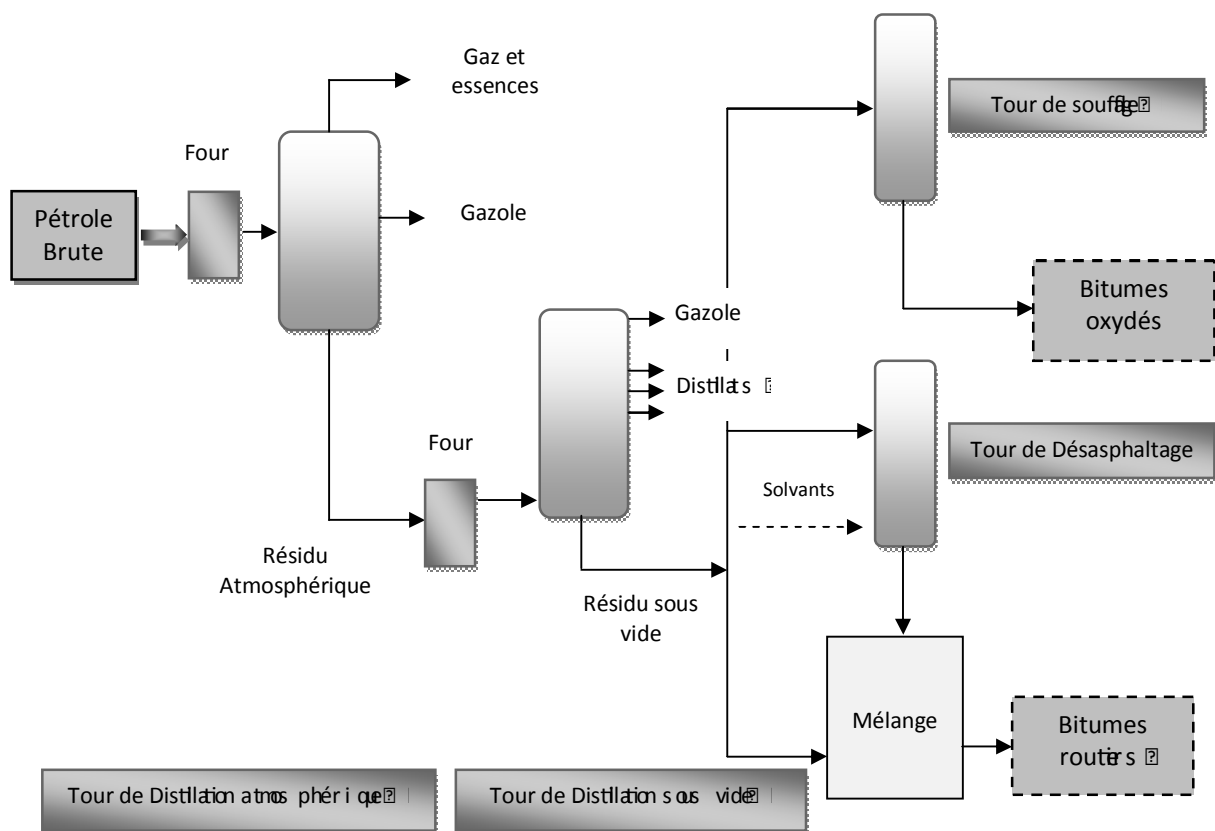 Gaz et
essences
Tour de soufflage
Four
Pétrole
Brute
Gazole
Bitumes
oxydés
Gazole
Distillats
Four
Tour de Désasphaltage
Solvants
Résidu
Atmosphérique
Résidu sous
vide
Mélange
Bitumes
routiers
Tour de Distillation atmosphérique
Tour de Distillation sous vide